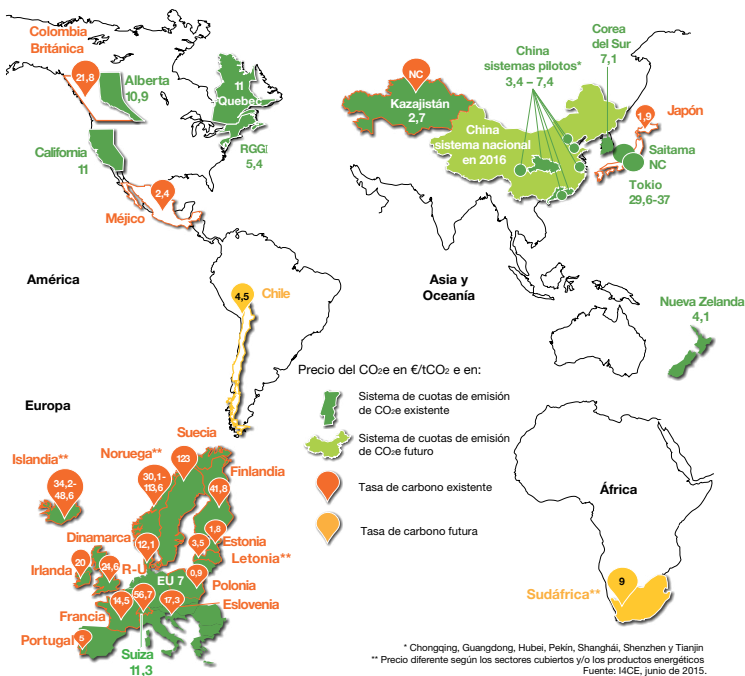 Colombia
Británica
21,8
Alberta
10,9
11
Quebec
California
11
RGGI
5,4
2,4
Méjico
América
4,5
Chile
NC
Kazajistán
2,7
China
sistemas pilotos*
3,4 – 7,4
Corea
del Sur
7,1
China
sistema nacional
en 2016
1,9
Japón
Saitama
NC
Tokio
29,6-37
Asia y
Oceanía
Nueva Zelanda
4,1
Precio del CO2e en €/tCO2 e en:
Sistema de cuotas de emisión
de CO2e existente
Sistema de cuotas de emisión
de CO2e futuro
Tasa de carbono existente
Tasa de carbono futura
Europa
Islandia**
34,2-
48,6
Noruega**
30,1-
113,6
Suecia
123
Finlandia
41,8
Dinamarca
12,1
1,8
Estonia
3,5
Letonia**
Irlanda
20
24,6
R-U
EU 7
0,9
Polonia
Francia
14,5
56,7
17,3
Eslovenia
Portugal
5
Suiza
11,3
África
9
Sudáfrica**
* Chongqing, Guangdong, Hubei, Pekín, Shanghái, Shenzhen y Tianjin
** Precio diferente según los sectores cubiertos y/o los productos energéticos
Fuente: I4CE, junio de 2015.